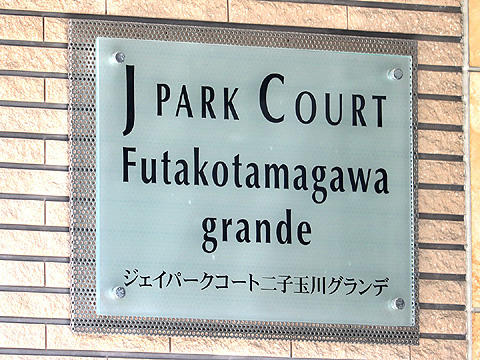 J PARK COURT
Futakotamagawa
grande
ジェイパークコート二子玉川グランデ